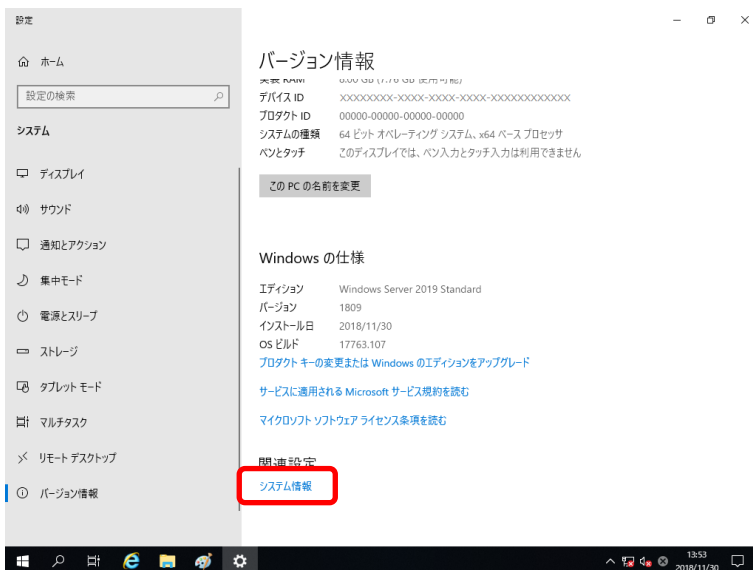 設定
ホーム
設定の検索
システム
ディスプレイ
サウンド
通知とアクション
集中モード
電源とスリープ
ストレージ
タブレット モード
マルチタスク
リモート デスクトップ
バージョン情報
バージョン情報
実装 RAM 8.00 GB (7.76 GB 使用可能)
デバイス ID XXXXXXXX-XXXX-XXXX-XXXX-XXXXXXXXXXXX
プロダクト ID 00000-00000-00000-00000
システムの種類 64 ビット オペレーティング システム、x64 ベース プロセッサ
ペンとタッチ このディスプレイでは、ペン入力とタッチ入力は利用できません
この PC の名前を変更
Windows の仕様
エディション Windows Server 2019 Standard
バージョン 1809
インストール日 2018/11/30
OS ビルド 17763.107
プロダクト キーの変更または Windows のエディションをアップグレード
サービスに適用される Microsoft サービス規約を読む
マイクロソフト ソフトウェア ライセンス条項を読む
関連設定
システム情報
13:53
2018/11/30